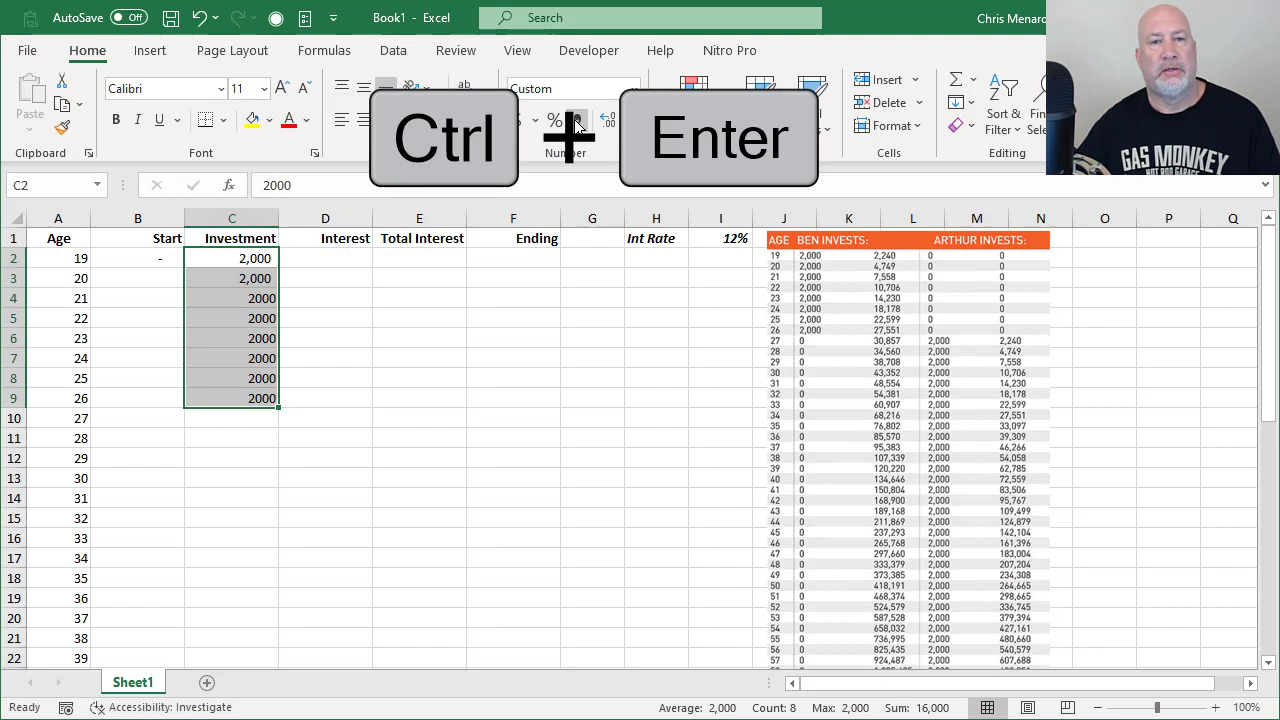 AutoSave Off Book1 - Excel Search Chris Menard
File Home Insert Page Layout Formulas Data Review View Developer Help Nitro Pro
Paste Calibri 11 A A ab Custom Insert
B I U % .00 Delete Sort & Find &
Filter Select
Format
Font Number Cells
Ctrl + Enter
GAS MONKEY
C2 fx 2000
A B C D E F G H I J K L M N O P Q
1 Age Start Investment Interest Total Interest Ending Int Rate 12% AGE BEN INVESTS: ARTHUR INVESTS:
2 19 - 2,000
3 20 2,000
4 21 2000
5 22 2000
6 23 2000
7 24 2000
8 25 2000
9 26 2000
10 27
11 28
12 29
13 30
14 31
15 32
16 33
17 34
18 35
19 36
20 37
21 38
22 39
19 2,000 2,240 0 0
20 2,000 4,749 0 0
21 2,000 7,558 0 0
22 2,000 10,706 0 0
23 2,000 14,230 0 0
24 2,000 18,178 0 0
25 2,000 22,599 0 0
26 2,000 27,551 0 0
27 0 30,857 2,000 2,240
28 0 34,560 2,000 4,749
29 0 38,708 2,000 7,558
30 0 43,352 2,000 10,706
31 0 48,554 2,000 14,230
32 0 54,381 2,000 18,178
33 0 60,907 2,000 22,599
34 0 68,216 2,000 27,551
35 0 76,802 2,000 33,097
36 0 85,570 2,000 39,309
37 0 95,383 2,000 46,266
38 0 107,339 2,000 54,058
39 0 120,220 2,000 62,785
40 0 134,646 2,000 72,559
41 0 150,804 2,000 83,506
42 0 168,900 2,000 95,767
43 0 189,168 2,000 109,499
44 0 211,869 2,000 124,879
45 0 237,293 2,000 142,104
46 0 265,768 2,000 161,396
47 0 297,660 2,000 183,004
48 0 333,379 2,000 207,204
49 0 373,385 2,000 234,308
50 0 418,191 2,000 264,665
51 0 468,374 2,000 298,665
52 0 524,579 2,000 336,745
53 0 587,528 2,000 379,394
54 0 658,032 2,000 427,161
55 0 736,995 2,000 480,660
56 0 825,435 2,000 540,579
57 0 924,487 2,000 607,688
Sheet1
Ready Accessibility: Investigate Average: 2,000 Count: 8 Max: 2,000 Sum: 16,000 100%